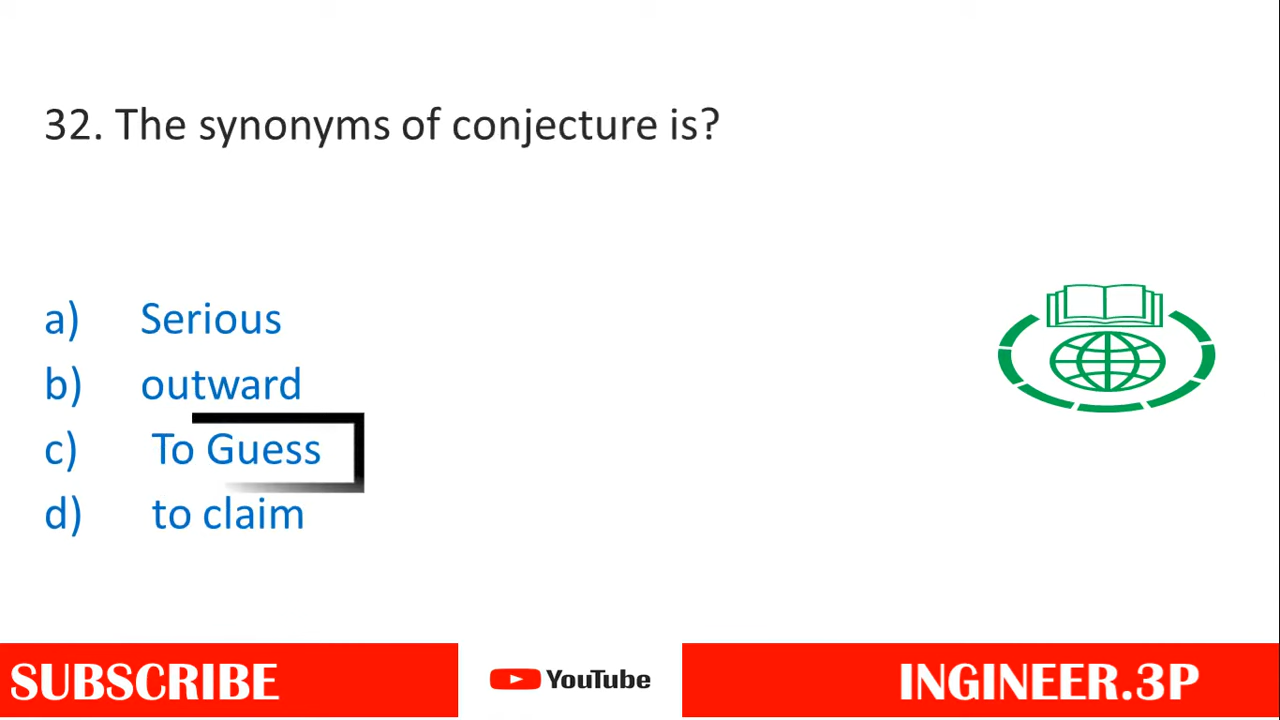 32. The synonyms of conjecture is?
a) Serious
b) outward
c) To Guess
d) to claim
SUBSCRIBE
YouTube
INGINEER.3P